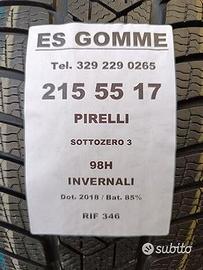 ES GOMME
Tel. 329 229 0265
215 55 17
PIRELLI
SOTTOZERO 3
98H
INVERNALI
Dot. 2018 / Bat. 85%
RIF 346
subito